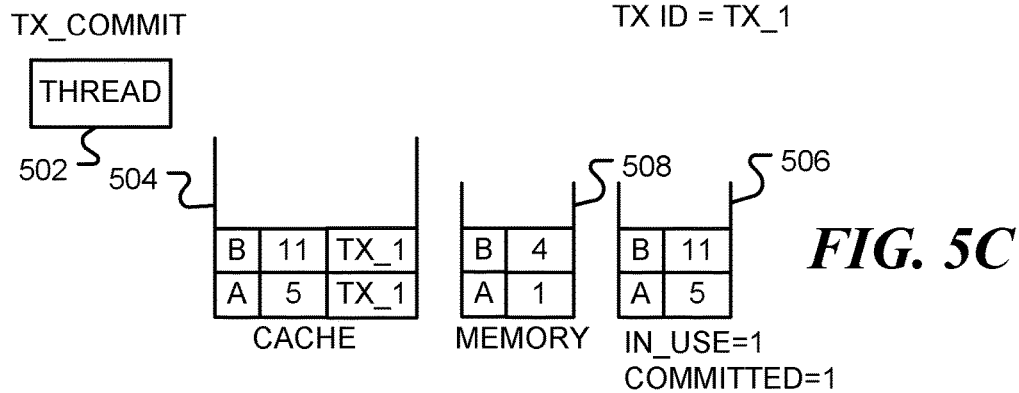 TX_COMMIT
TX ID = TX_1
THREAD
502
504
508
506
B 11 TX_1
A 5 TX_1
CACHE
B 4
A 1
MEMORY
B 11
A 5
IN_USE=1
COMMITTED=1
FIG. 5C